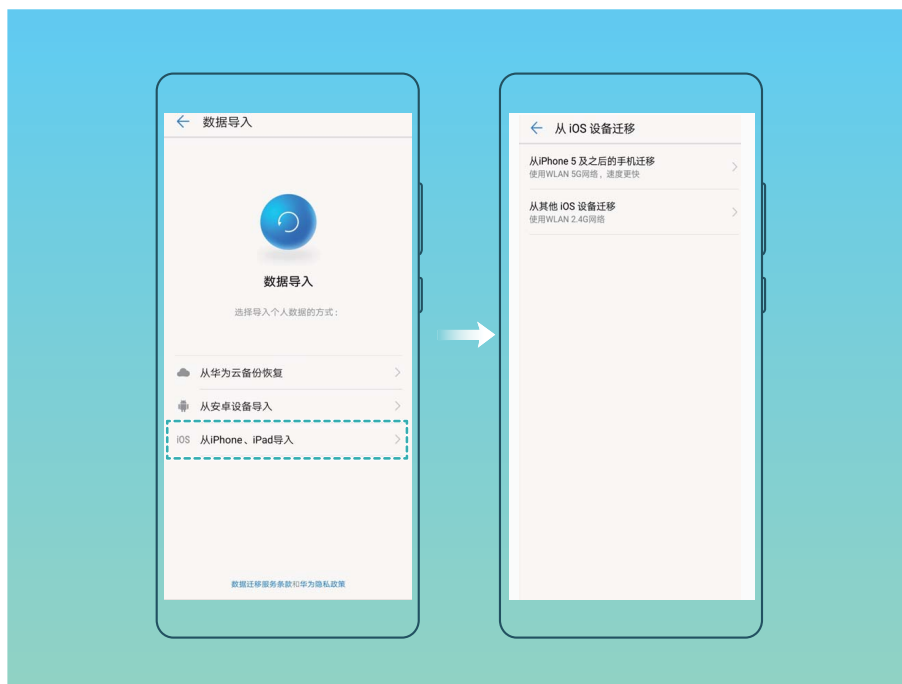 数据导入
数据导入
选择导入个人数据的方式：
从华为云备份恢复
从安卓设备导入
iOS 从iPhone、iPad导入
数据迁移服务条款和华为隐私政策
从 iOS 设备迁移
从iPhone 5 及之后的手机迁移
使用WLAN 5G网络，速度更快
从其他 iOS 设备迁移
使用WLAN 2.4G网络